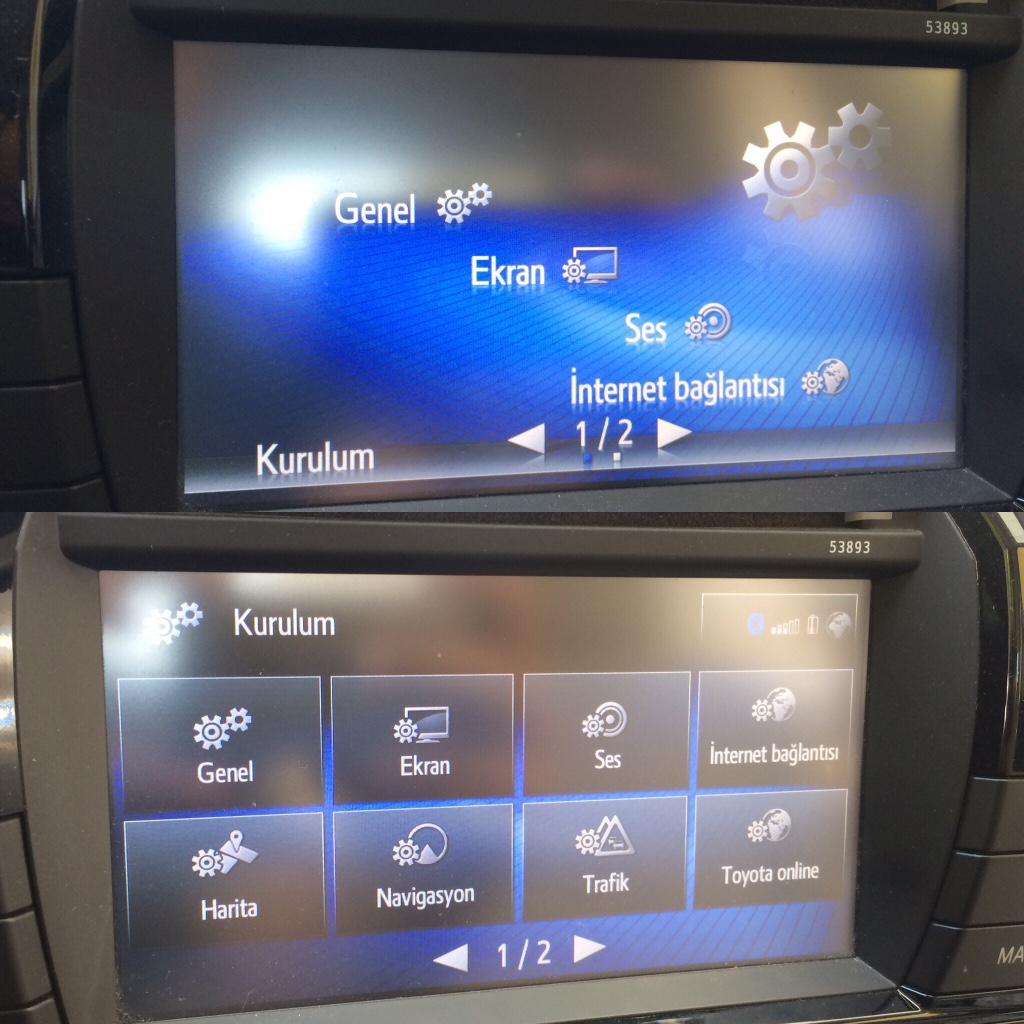 53893
Genel
Ekran
Ses
İnternet bağlantısı
1 / 2
Kurulum
53893
Kurulum
Genel
Ekran
Ses
İnternet bağlantısı
Harita
Navigasyon
Trafik
Toyota online
1 / 2